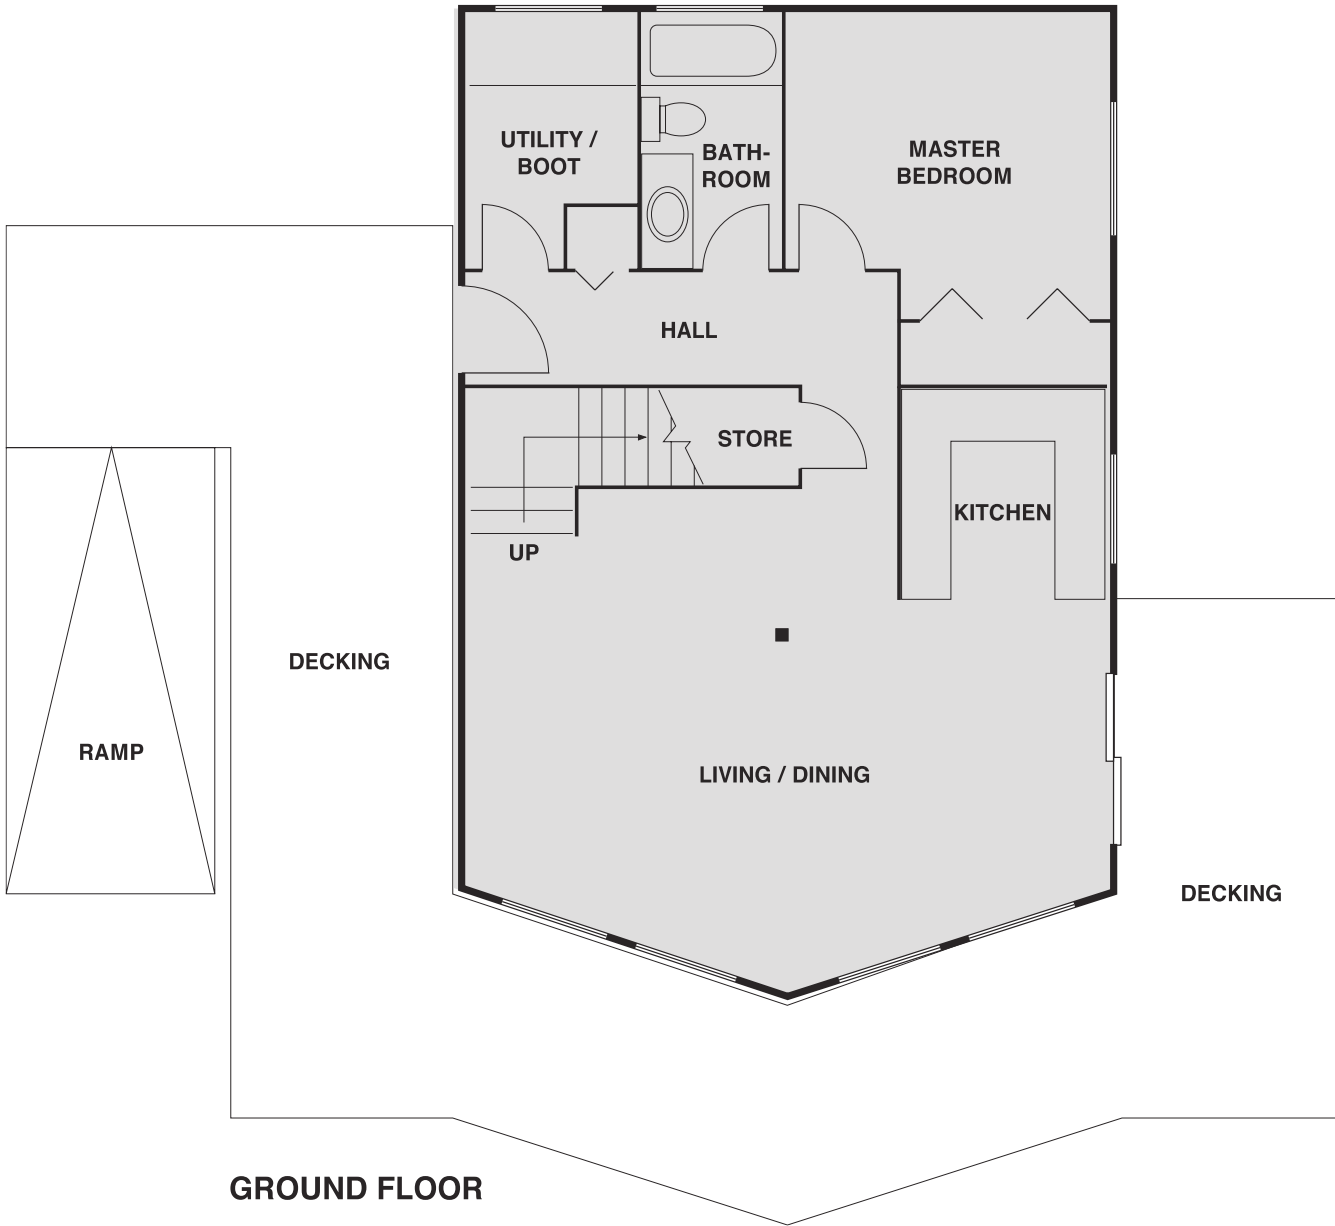 UTILITY /
BOOT
BATH-
ROOM
MASTER
BEDROOM
HALL
STORE
KITCHEN
UP
DECKING
RAMP
LIVING / DINING
DECKING
GROUND FLOOR